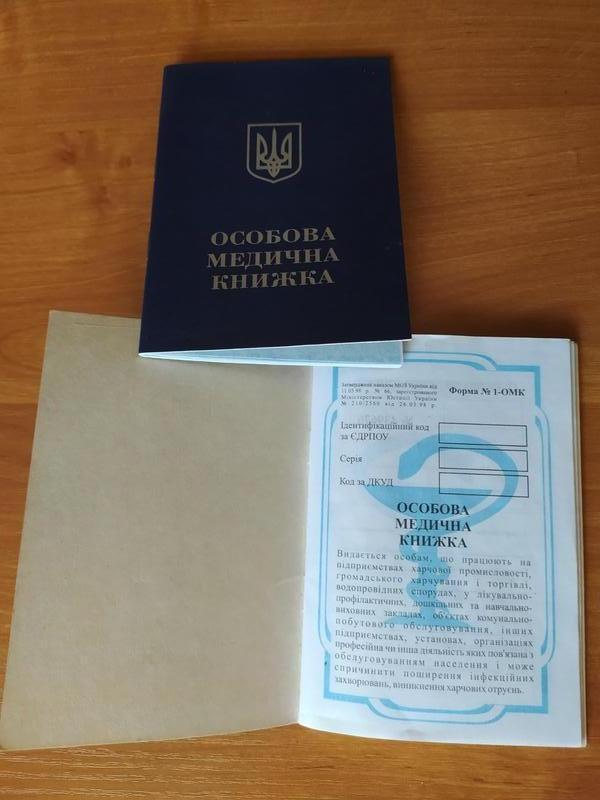 ОСОБОВА
МЕДИЧНА
КНИЖКА
Затверджена наказом МОЗ України від
11.03.98 р. № 66, зареєстрованого
Міністерством Юстиції України
№ 210/2560 від 26.03.98 р.
Форма № 1-ОМК
Ідентифікаційний код
за ЄДРПОУ
Серія
Код за ДКУД
ОСОБОВА
МЕДИЧНА
КНИЖКА
Видається особам, що працюють на
підприємствах харчової промисловості,
громадського харчування і торгівлі,
водопровідних спорудах, у лікувально-
профілактичних, дошкільних та навчально-
виховних закладах, об'єктах комунально-
побутового обслуговування, інших
підприємствах, установах, організаціях
професійна чи інша діяльність яких пов'язана з
обслуговуванням населення і може
спричинити поширення інфекційних
захворювань, виникнення харчових отруєнь.